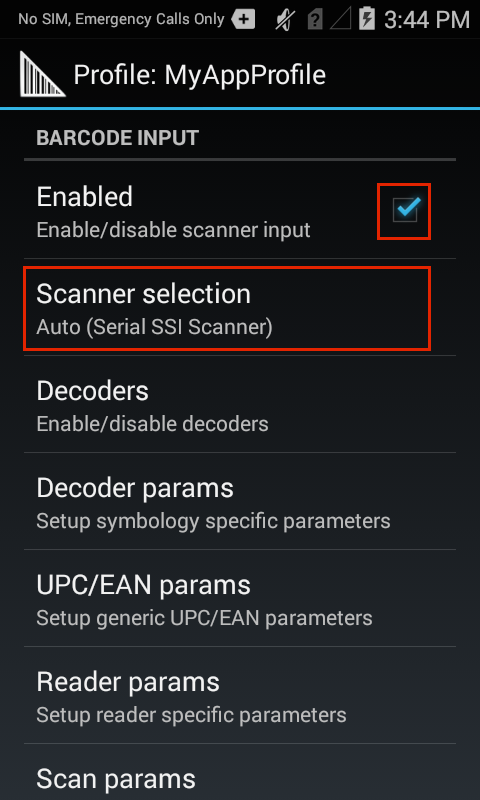 No SIM, Emergency Calls Only 3:44 PM
Profile: MyAppProfile
BARCODE INPUT
Enabled
Enable/disable scanner input
Scanner selection
Auto (Serial SSI Scanner)
Decoders
Enable/disable decoders
Decoder params
Setup symbology specific parameters
UPC/EAN params
Setup generic UPC/EAN parameters
Reader params
Setup reader specific parameters
Scan params